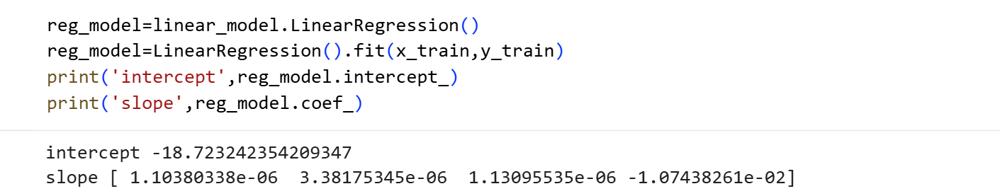 reg_model=linear_model.LinearRegression()
reg_model=LinearRegression().fit(x_train,y_train)
print('intercept',reg_model.intercept_)
print('slope',reg_model.coef_)
intercept -18.723242354209347
slope [ 1.10380338e-06  3.38175345e-06  1.13095535e-06 -1.07438261e-02]